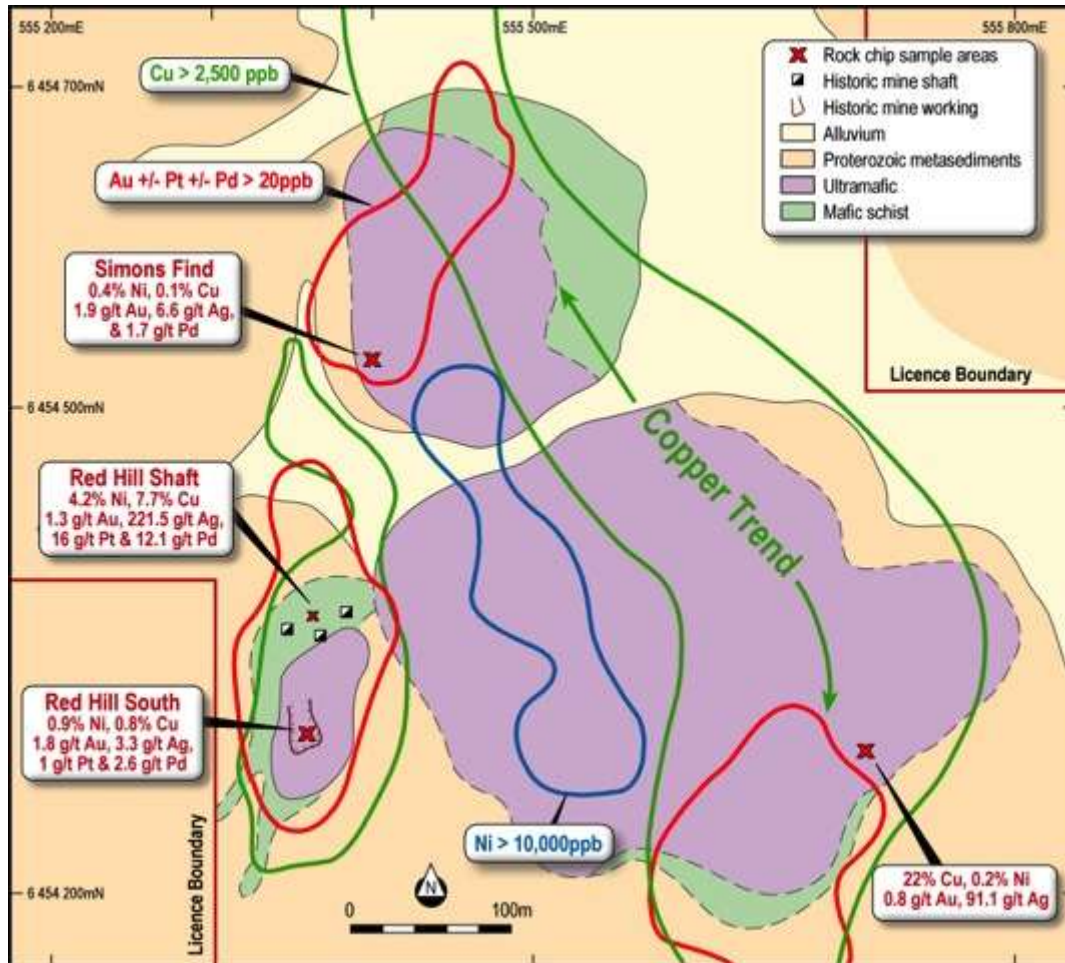 555 200mE
555 500mE
555 800mE
6 454 700mN
Cu > 2,500 ppb
Rock chip sample areas
Historic mine shaft
Historic mine working
Alluvium
Proterozoic metasediments
Ultramafic
Mafic schist
Au +/- Pt +/- Pd > 20ppb
Simons Find
0.4% Ni, 0.1% Cu
1.9 g/t Au, 6.6 g/t Ag,
& 1.7 g/t Pd
Licence Boundary
6 454 500mN
Copper Trend
Red Hill Shaft
4.2% Ni, 7.7% Cu
1.3 g/t Au, 221.5 g/t Ag,
16 g/t Pt & 12.1 g/t Pd
Red Hill South
0.9% Ni, 0.8% Cu
1.8 g/t Au, 3.3 g/t Ag,
1 g/t Pt & 2.6 g/t Pd
Licence Boundary
Ni > 10,000ppb
22% Cu, 0.2% Ni
0.8 g/t Au, 91.1 g/t Ag
6 454 200mN
N
0
100m